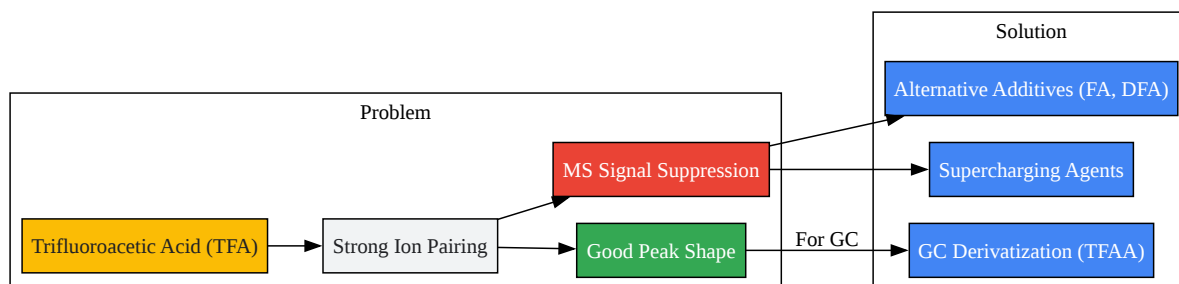 Problem
Trifluoroacetic Acid (TFA)
Strong Ion Pairing
MS Signal Suppression
Good Peak Shape
For GC
Solution
Alternative Additives (FA, DFA)
Supercharging Agents
GC Derivatization (TFAA)